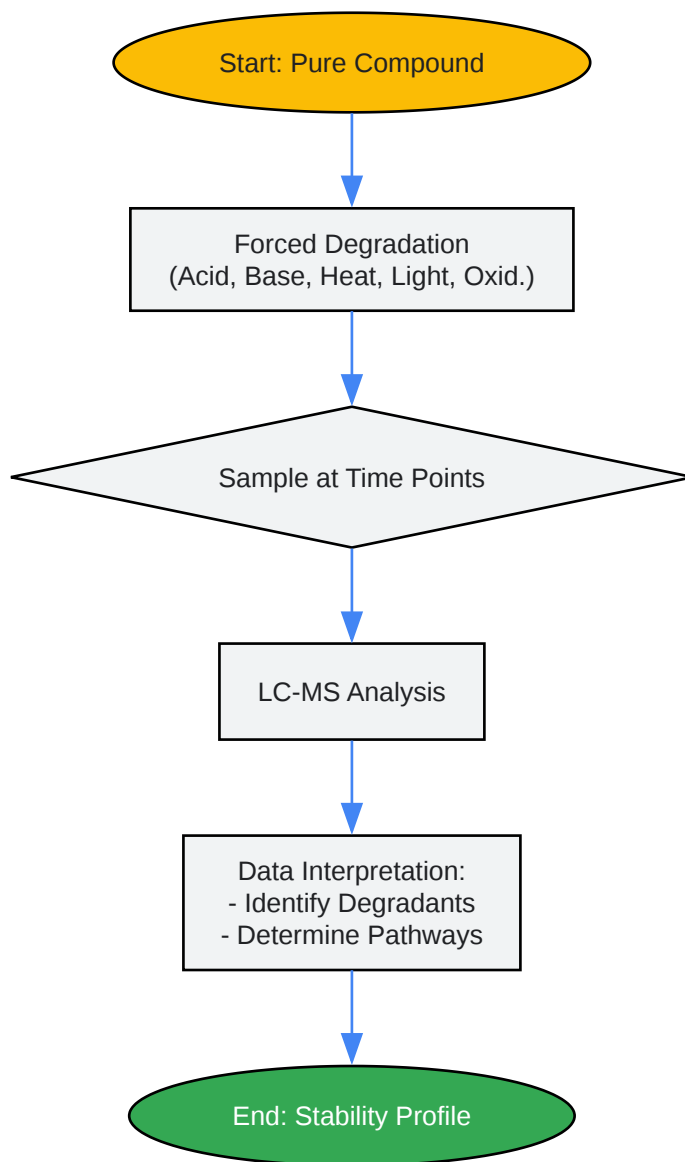 Start: Pure Compound
Forced Degradation
(Acid, Base, Heat, Light, Oxid.)
Sample at Time Points
LC-MS Analysis
Data Interpretation:
- Identify Degradants
- Determine Pathways
End: Stability Profile